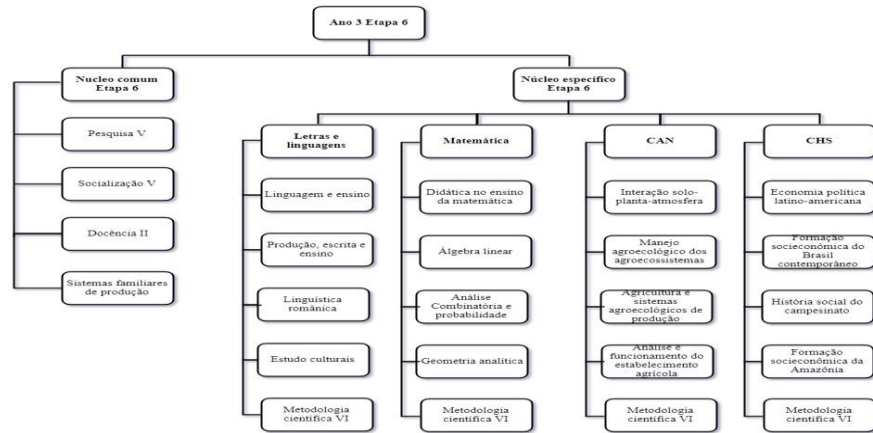 Ano 3 Etapa 6
Nucleo comum
Etapa 6
Pesquisa V
Socialização V
Docência II
Sistemas familiares
de produção
Núcleo específico
Etapa 6
Letras e
linguagens
Linguagem e ensino
Produção, escrita e
ensino
Linguística
românica
Estudo culturais
Metodologia
científica VI
Matemática
Didática no ensino
da matemática
Álgebra linear
Análise
Combinatória e
probabilidade
Geometria analítica
Metodologia
científica VI
CAN
Interação solo-
planta-atmosfera
Manejo
agroecológico dos
agroecossistemas
Agricultura e
sistemas
agroecológicos de
produção
Análise e
funcionamento do
estabelecimento
agrícola
Metodologia
científica VI
CHS
Economia política
latino-americana
Formação
socieconômica do
Brasil
contemporâneo
História social do
campesinato
Formação
socieconômica da
Amazônia
Metodologia
científica VI